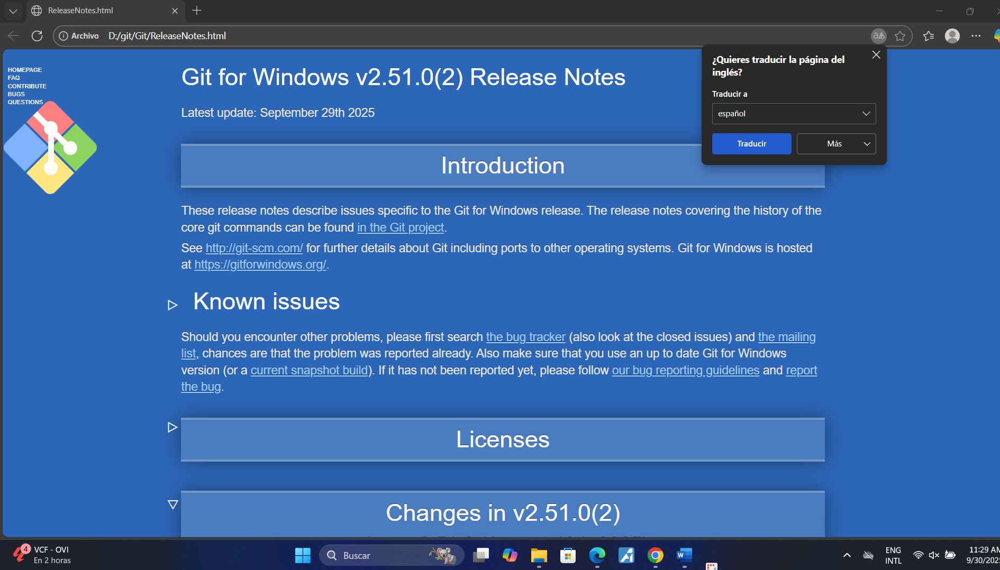 ReleaseNotes.html
Archivo D:/git/Git/ReleaseNotes.html
aあ
¿Quieres traducir la página del
inglés?
Traducir a
español
Traducir
Más
HOMEPAGE
FAQ
CONTRIBUTE
BUGS
QUESTIONS
Git for Windows v2.51.0(2) Release Notes
Latest update: September 29th 2025
Introduction
These release notes describe issues specific to the Git for Windows release. The release notes covering the history of the
core git commands can be found in the Git project.
See http://git-scm.com/ for further details about Git including ports to other operating systems. Git for Windows is hosted
at https://gitforwindows.org/.
Known issues
Should you encounter other problems, please first search the bug tracker (also look at the closed issues) and the mailing
list, chances are that the problem was reported already. Also make sure that you use an up to date Git for Windows
version (or a current snapshot build). If it has not been reported yet, please follow our bug reporting guidelines and report
the bug.
Licenses
Changes in v2.51.0(2)
4
VCF - OVI
En 2 horas
Buscar
W
ENG
INTL
11:29 AM
9/30/2025